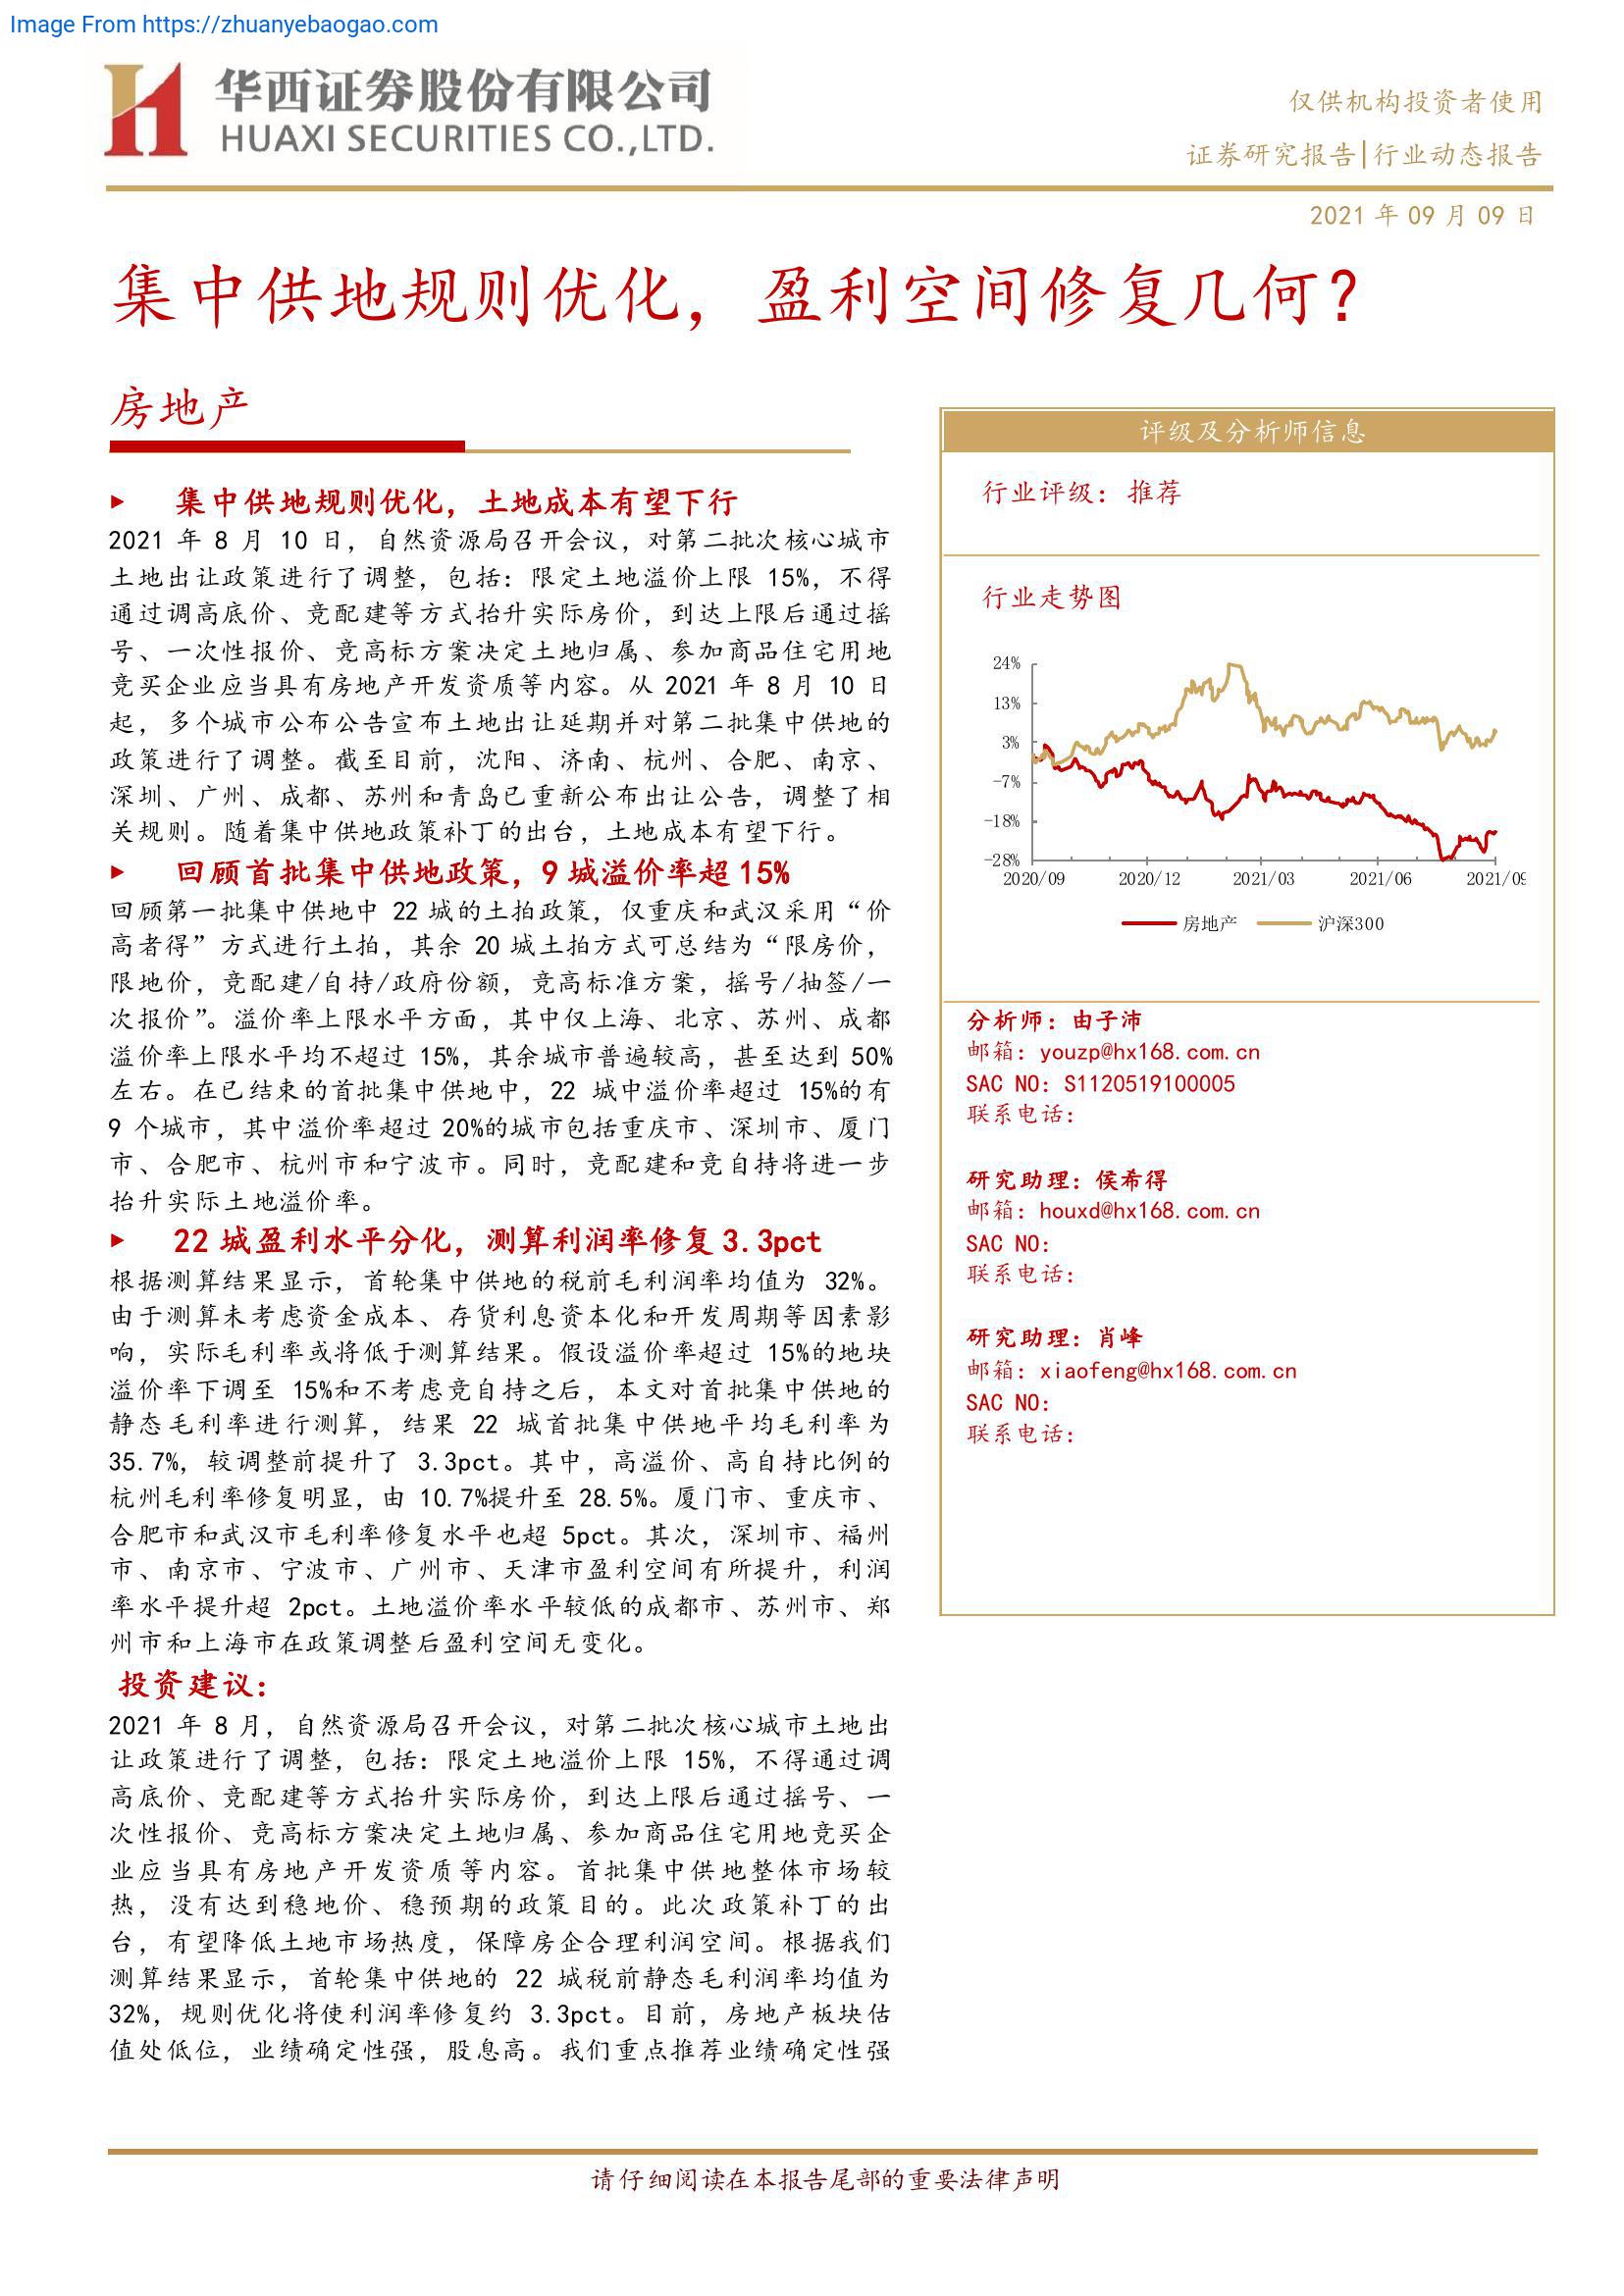 Image From https://zhuanyebaogao.com
华西证券股份有限公司
HUAXI SECURITIES CO.,LTD.
仅供机构投资者使用
证券研究报告|行业动态报告
2021 年 09 月 09 日
集中供地规则优化，盈利空间修复几何？
房地产
► 集中供地规则优化，土地成本有望下行
2021 年 8 月 10 日，自然资源局召开会议，对第二批次核心城市
土地出让政策进行了调整，包括：限定土地溢价上限 15%，不得
通过调高底价、竞配建等方式抬升实际房价，到达上限后通过摇
号、一次性报价、竞高标方案决定土地归属、参加商品住宅用地
竞买企业应当具有房地产开发资质等内容。从 2021 年 8 月 10 日
起，多个城市公布公告宣布土地出让延期并对第二批集中供地的
政策进行了调整。截至目前，沈阳、济南、杭州、合肥、南京、
深圳、广州、成都、苏州和青岛已重新公布出让公告，调整了相
关规则。随着集中供地政策补丁的出台，土地成本有望下行。
► 回顾首批集中供地政策，9 城溢价率超 15%
回顾第一批集中供地中 22 城的土拍政策，仅重庆和武汉采用“价
高者得”方式进行土拍，其余 20 城土拍方式可总结为“限房价，
限地价，竞配建/自持/政府份额，竞高标准方案，摇号/抽签/一
次报价”。溢价率上限水平方面，其中仅上海、北京、苏州、成都
溢价率上限水平均不超过 15%，其余城市普遍较高，甚至达到 50%
左右。在已结束的首批集中供地中，22 城中溢价率超过 15%的有
9 个城市，其中溢价率超过 20%的城市包括重庆市、深圳市、厦门
市、合肥市、杭州市和宁波市。同时，竞配建和竞自持将进一步
抬升实际土地溢价率。
► 22 城盈利水平分化，测算利润率修复 3.3pct
根据测算结果显示，首轮集中供地的税前毛利润率均值为 32%。
由于测算未考虑资金成本、存货利息资本化和开发周期等因素影
响，实际毛利率或将低于测算结果。假设溢价率超过 15%的地块
溢价率下调至 15%和不考虑竞自持之后，本文对首批集中供地的
静态毛利率进行测算，结果 22 城首批集中供地平均毛利率为
35.7%，较调整前提升了 3.3pct。其中，高溢价、高自持比例的
杭州毛利率修复明显，由 10.7%提升至 28.5%。厦门市、重庆市、
合肥市和武汉市毛利率修复水平也超 5pct。其次，深圳市、福州
市、南京市、宁波市、广州市、天津市盈利空间有所提升，利润
率水平提升超 2pct。土地溢价率水平较低的成都市、苏州市、郑
州市和上海市在政策调整后盈利空间无变化。
投资建议：
2021 年 8 月，自然资源局召开会议，对第二批次核心城市土地出
让政策进行了调整，包括：限定土地溢价上限 15%，不得通过调
高底价、竞配建等方式抬升实际房价，到达上限后通过摇号、一
次性报价、竞高标方案决定土地归属、参加商品住宅用地竞买企
业应当具有房地产开发资质等内容。首批集中供地整体市场较
热，没有达到稳地价、稳预期的政策目的。此次政策补丁的出
台，有望降低土地市场热度，保障房企合理利润空间。根据我们
测算结果显示，首轮集中供地的 22 城税前静态毛利润率均值为
32%，规则优化将使利润率修复约 3.3pct。目前，房地产板块估
值处低位，业绩确定性强，股息高。我们重点推荐业绩确定性强
评级及分析师信息
行业评级：推荐
行业走势图
24%
13%
3%
-7%
-18%
-28%
2020/09 2020/12 2021/03 2021/06 2021/09
房地产 沪深300
分析师：由子沛
邮箱：youzp@hx168.com.cn
SAC NO：S1120519100005
联系电话：
研究助理：侯希得
邮箱：houxd@hx168.com.cn
SAC NO：
联系电话：
研究助理：肖峰
邮箱：xiaofeng@hx168.com.cn
SAC NO：
联系电话：
请仔细阅读在本报告尾部的重要法律声明